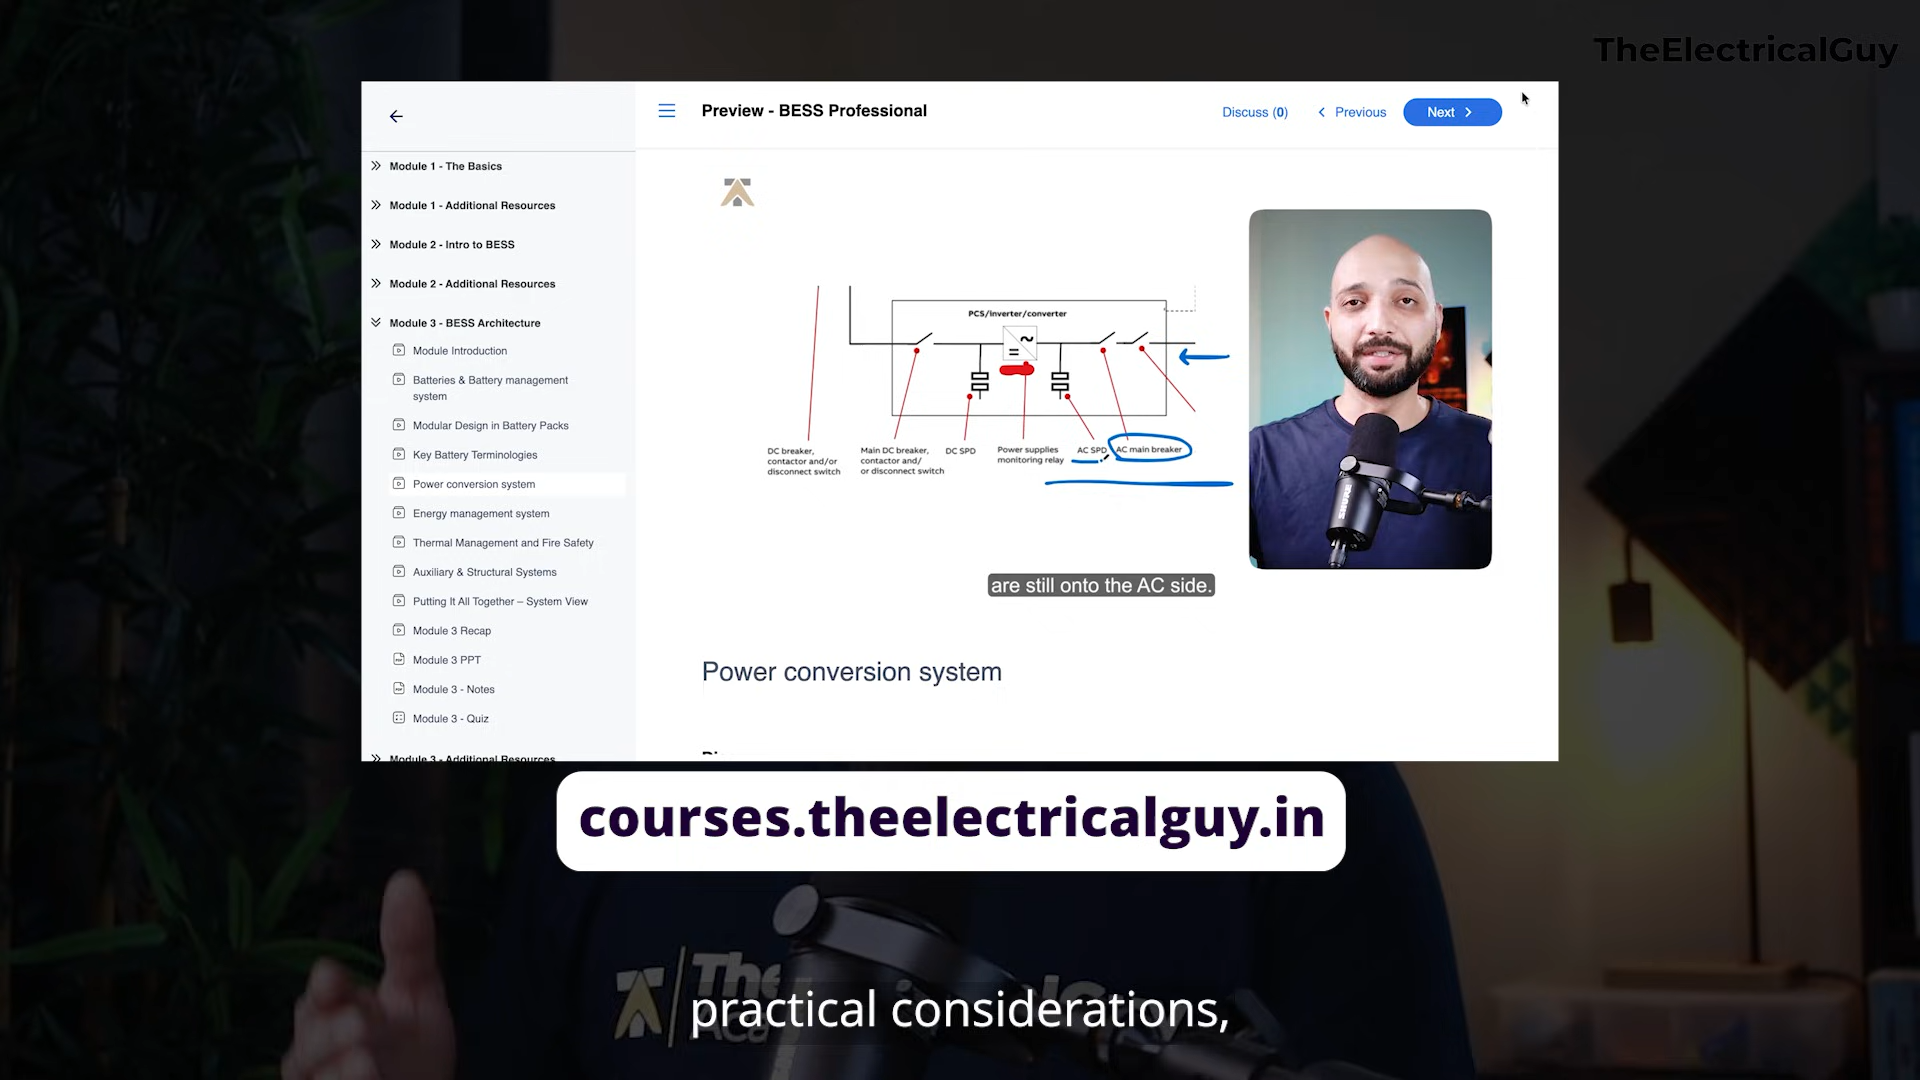 TheElectricalGuy
Preview - BESS Professional
Discuss (0)
Previous
Next
Module 1 - The Basics
Module 1 - Additional Resources
Module 2 - Intro to BESS
Module 2 - Additional Resources
Module 3 - BESS Architecture
Module Introduction
Batteries & Battery management
system
Modular Design in Battery Packs
Key Battery Terminologies
Power conversion system
Energy management system
Thermal Management and Fire Safety
Auxiliary & Structural Systems
Putting It All Together – System View
Module 3 Recap
Module 3 PPT
Module 3 - Notes
Module 3 - Quiz
Module 3 - Additional Resources
PCS/inverter/converter
DC breaker,
contactor and/or
disconnect switch
Main DC breaker,
contactor and/
or disconnect switch
DC SPD
Power supplies
monitoring relay
AC SPD
AC main breaker
SHURE
are still onto the AC side.
Power conversion system
courses.theelectricalguy.in
The
practical considerations,